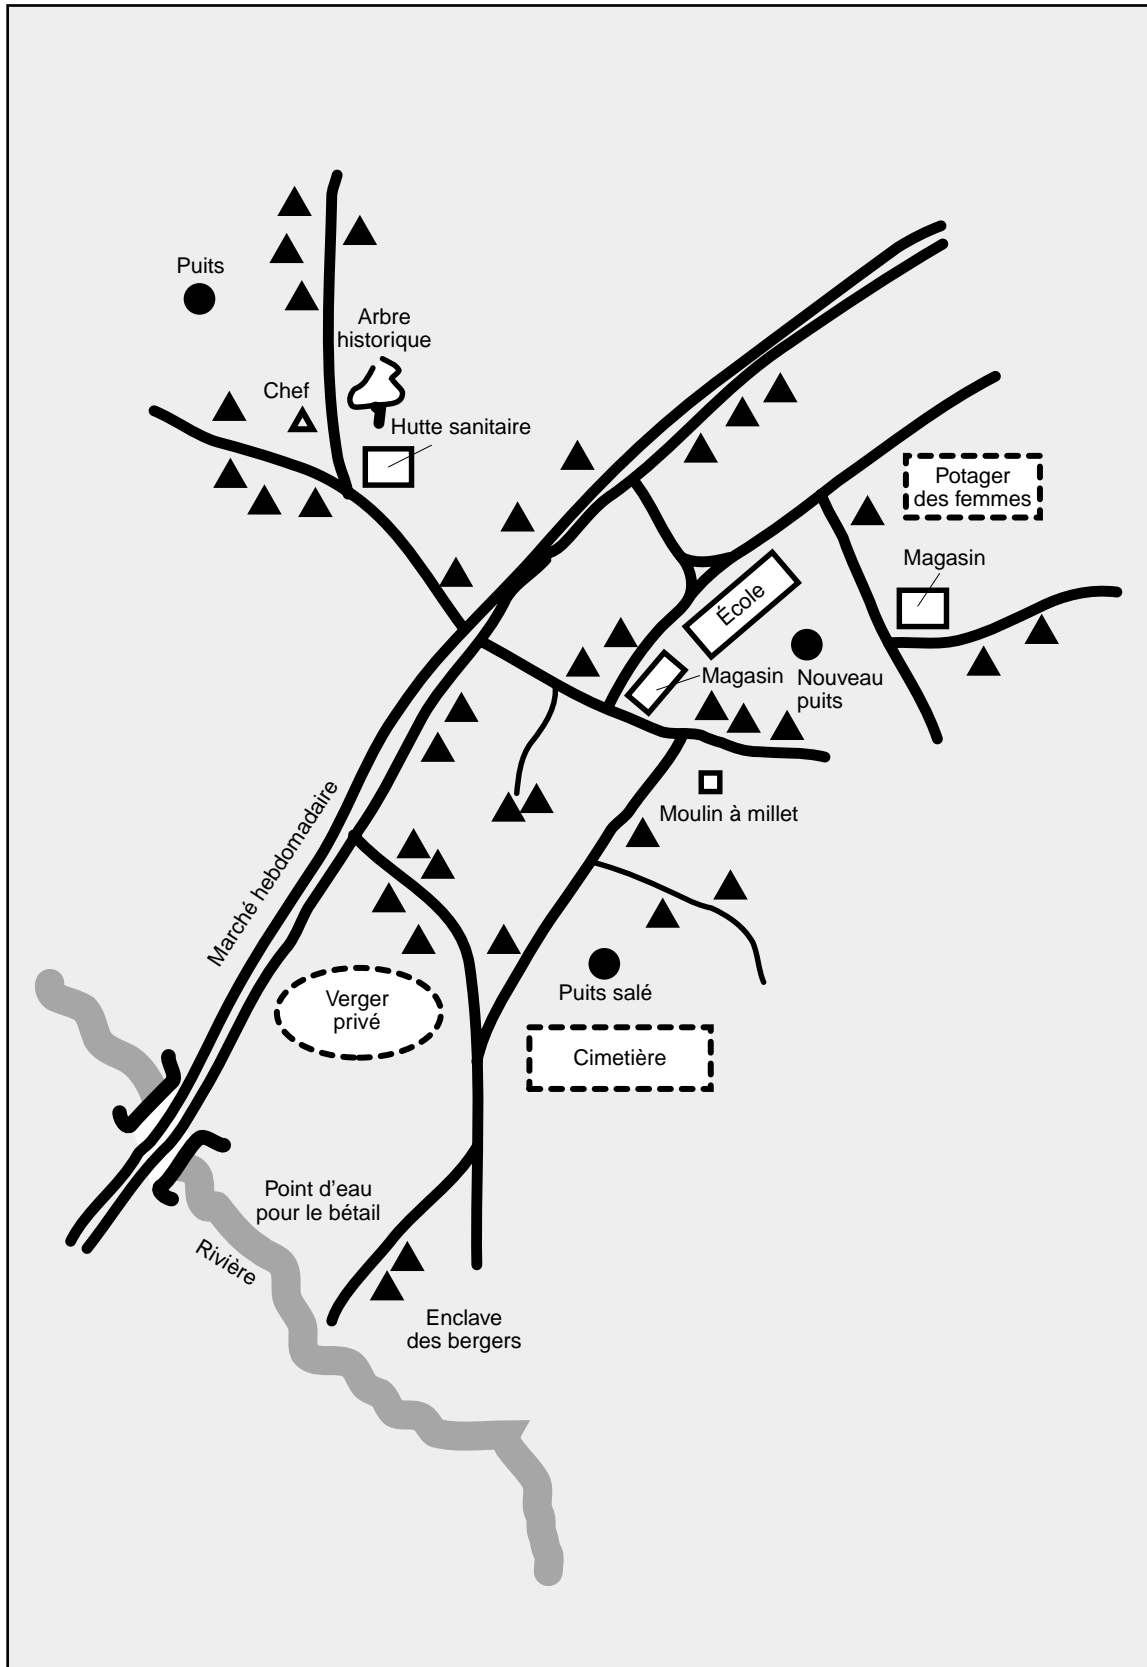 Puits
Arbre
historique
Chef
Hutte sanitaire
Potager
des femmes
Magasin
École
Magasin
Nouveau
puits
Moulin à millet
Marché hebdomadaire
Verger
privé
Puits salé
Cimetière
Point d'eau
pour le bétail
Rivière
Enclave
des bergers